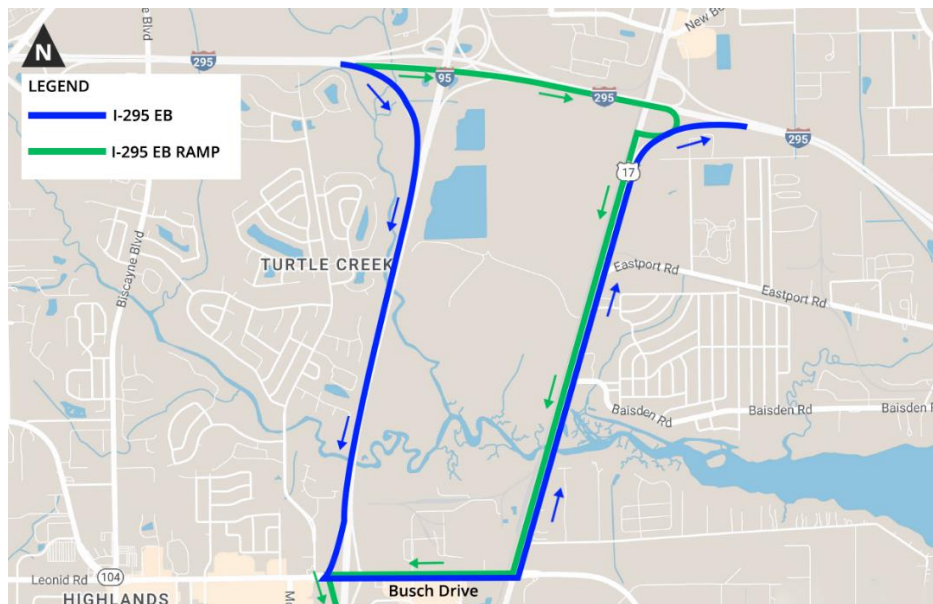 N
295
LEGEND
I-295 EB
I-295 EB RAMP
95
295
295
17
Biscayne Blvd
TURTLE CREEK
Eastport Rd
Eastport Rd
Baisden Rd
Baisden Rd
Leonid Rd
104
HIGHLANDS
Busch Drive